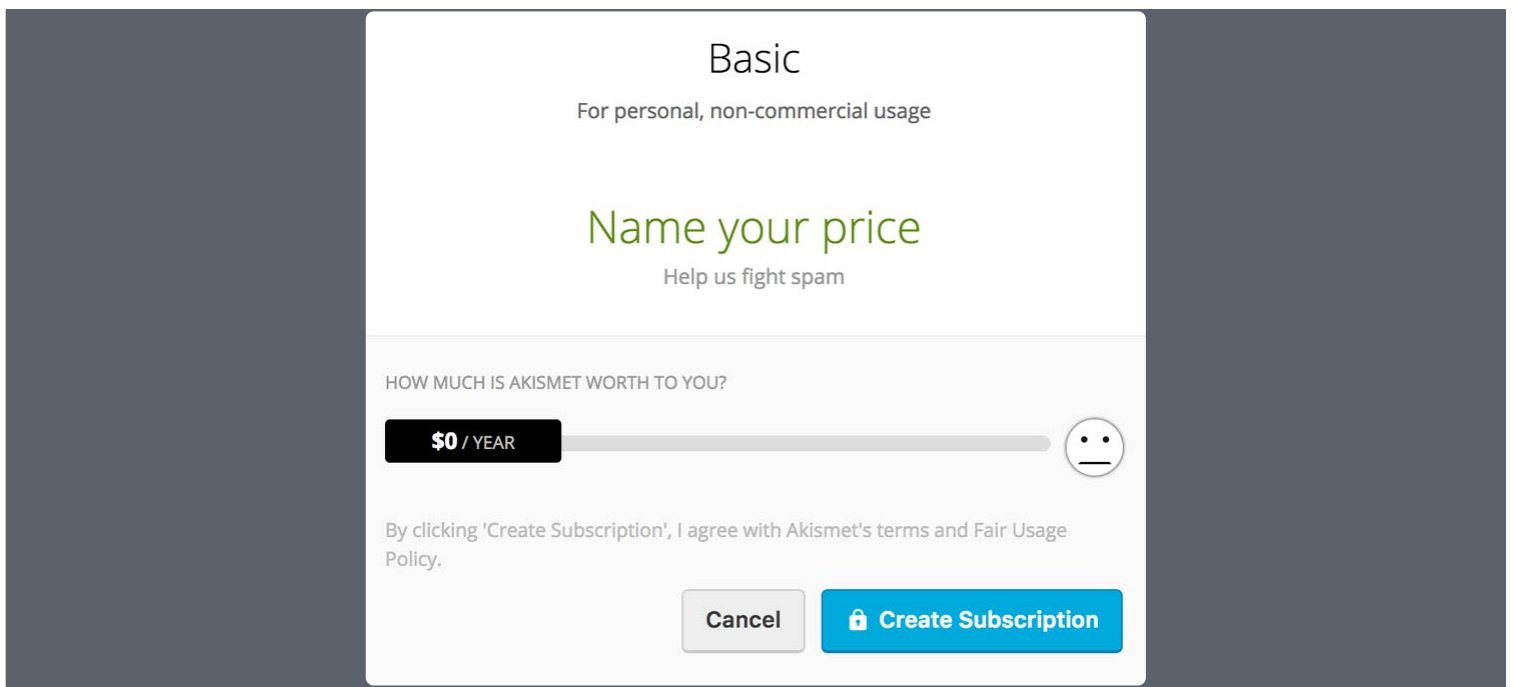 Basic
For personal, non-commercial usage
Name your price
Help us fight spam
HOW MUCH IS AKISMET WORTH TO YOU?
$0 / YEAR
By clicking 'Create Subscription', I agree with Akismet's terms and Fair Usage
Policy.
Cancel
Create Subscription